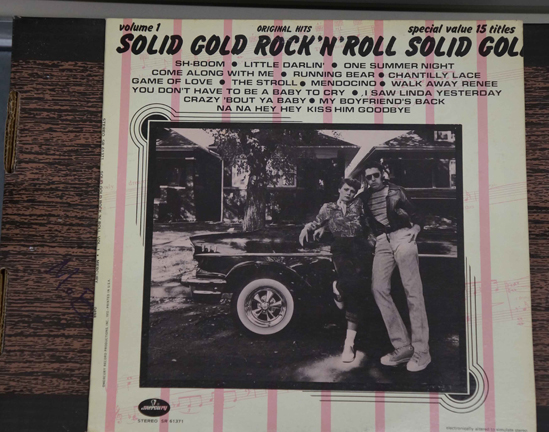 volume 1 ORIGINAL HITS special value 15 titles
SOLID GOLD ROCK 'N' ROLL SOLID GOL
SH-BOOM • LITTLE DARLIN' • ONE SUMMER NIGHT
COME ALONG WITH ME • RUNNING BEAR • CHANTILLY LACE
GAME OF LOVE • THE STROLL • MENDOCINO • WALK AWAY RENEE
YOU DON'T HAVE TO BE A BABY TO CRY • I SAW LINDA YESTERDAY
CRAZY 'BOUT YA BABY • MY BOYFRIEND'S BACK
NA NA HEY HEY KISS HIM GOODBYE
mercury
STEREO SR 61371